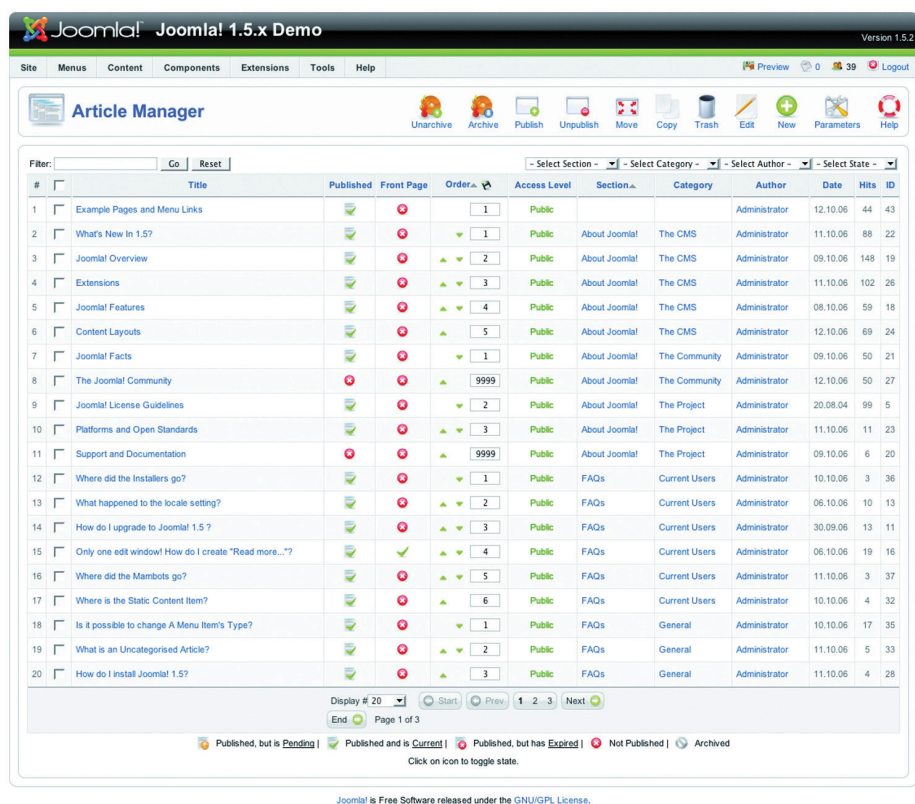 Joomla! Joomla! 1.5.x Demo
Version 1.5.2
Site Menus Content Components Extensions Tools Help Preview 0 39 Logout
Article Manager Unarchive Archive Publish Unpublish Move Copy Trash Edit New Parameters Help
Filter: Go Reset - Select Section - - Select Category - - Select Author - - Select State -
# Title Published Front Page Order Access Level Section Category Author Date Hits ID
1 Example Pages and Menu Links 1 Public Administrator 12.10.06 44 43
2 What's New In 1.5? 1 Public About Joomla! The CMS Administrator 11.10.06 88 22
3 Joomla! Overview 2 Public About Joomla! The CMS Administrator 09.10.06 148 19
4 Extensions 3 Public About Joomla! The CMS Administrator 11.10.06 102 26
5 Joomla! Features 4 Public About Joomla! The CMS Administrator 08.10.06 59 18
6 Content Layouts 5 Public About Joomla! The CMS Administrator 12.10.06 69 24
7 Joomla! Facts 1 Public About Joomla! The Community Administrator 09.10.06 50 21
8 The Joomla! Community 9999 Public About Joomla! The Community Administrator 12.10.06 50 27
9 Joomla! License Guidelines 2 Public About Joomla! The Project Administrator 20.08.04 99 5
10 Platforms and Open Standards 3 Public About Joomla! The Project Administrator 11.10.06 11 23
11 Support and Documentation 9999 Public About Joomla! The Project Administrator 09.10.06 6 20
12 Where did the Installers go? 1 Public FAQs Current Users Administrator 10.10.06 3 36
13 What happened to the locale setting? 2 Public FAQs Current Users Administrator 06.10.06 10 13
14 How do I upgrade to Joomla! 1.5 ? 3 Public FAQs Current Users Administrator 30.09.06 13 11
15 Only one edit window! How do I create "Read more..."? 4 Public FAQs Current Users Administrator 06.10.06 19 16
16 Where did the Mambots go? 5 Public FAQs Current Users Administrator 11.10.06 3 37
17 Where is the Static Content Item? 6 Public FAQs Current Users Administrator 10.10.06 4 32
18 Is it possible to change A Menu Item's Type? 1 Public FAQs General Administrator 10.10.06 17 35
19 What is an Uncategorised Article? 2 Public FAQs General Administrator 11.10.06 5 33
20 How do I install Joomla! 1.5? 3 Public FAQs General Administrator 11.10.06 4 28
Display # 20 Start Prev 1 2 3 Next
End Page 1 of 3
Published, but is Pending | Published and is Current | Published, but has Expired | Not Published | Archived
Click on icon to toggle state.
Joomla! is Free Software released under the GNU/GPL License.